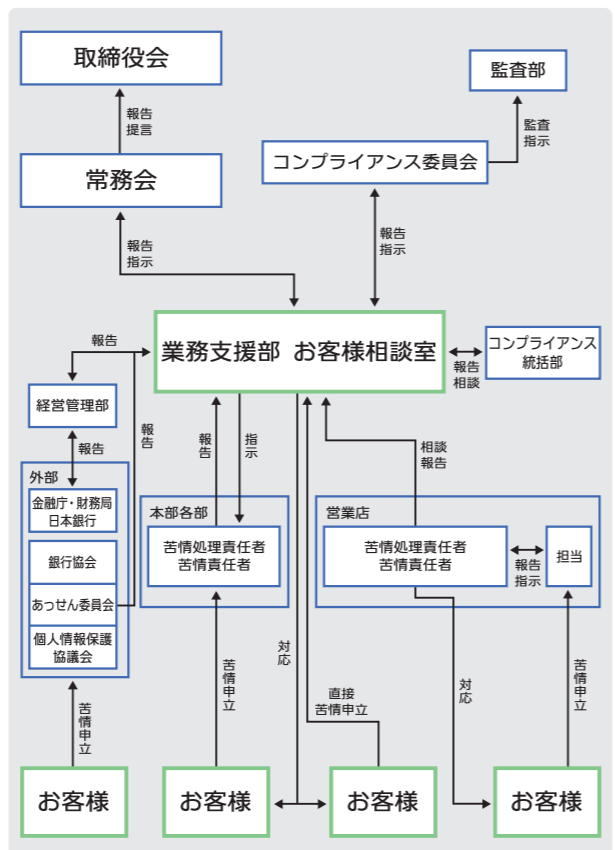 取締役会
監査部
報告
提言
監査
指示
常務会
コンプライアンス委員会
報告
指示
報告
指示
業務支援部 お客様相談室
コンプライアンス
統括部
報告
相談
報告
経営管理部
報告
報告
報告
指示
相談
報告
外部
金融庁・財務局
日本銀行
銀行協会
あっせん委員会
個人情報保護
協議会
本部各部
苦情処理責任者
苦情責任者
営業店
苦情処理責任者
苦情責任者
報告
指示
担当
苦情申立
苦情申立
対応
直接
苦情申立
対応
苦情申立
お客様
お客様
お客様
お客様